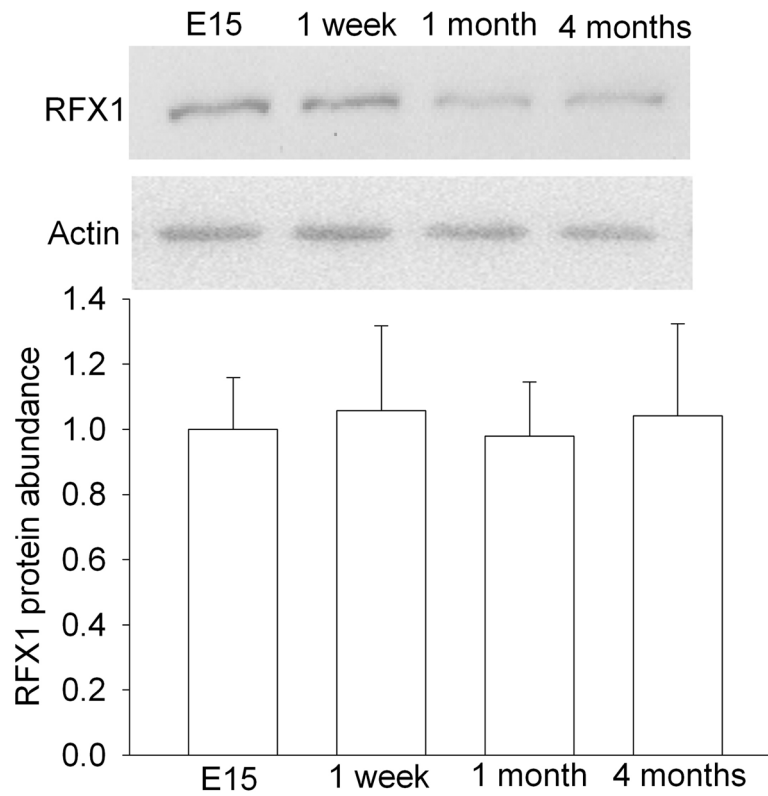 E15 1 week 1 month 4 months
RFX1
Actin
1.4
1.2
1.0
0.8
0.6
0.4
0.2
0.0
RFX1 protein abundance
E15 1 week 1 month 4 months